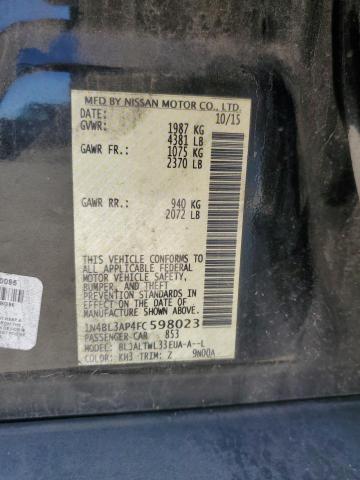 MFD BY NISSAN MOTOR CO., LTD.
DATE: 10/15
GVWR: 1987 KG
4381 LB
GAWR FR.: 1075 KG
2370 LB
GAWR RR.: 940 KG
2072 LB
THIS VEHICLE CONFORMS TO ALL
APPLICABLE FEDERAL MOTOR
VEHICLE SAFETY, BUMPER, AND
THEFT PREVENTION STANDARDS
IN EFFECT ON THE DATE OF
MANUFACTURE SHOWN ABOVE.
1N4BL3AP4FC598023
PASSENGER CAR 853
MODEL: BL3ALTWL33EUA-A--L
COLOR: KH3 TRIM: Z 9N00A